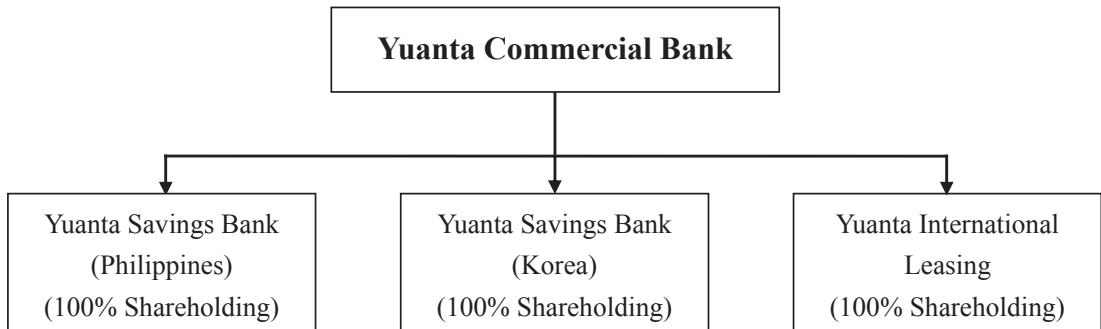 Yuanta Commercial Bank
Yuanta Savings Bank
(Philippines)
(100% Shareholding)
Yuanta Savings Bank
(Korea)
(100% Shareholding)
Yuanta International
Leasing
(100% Shareholding)